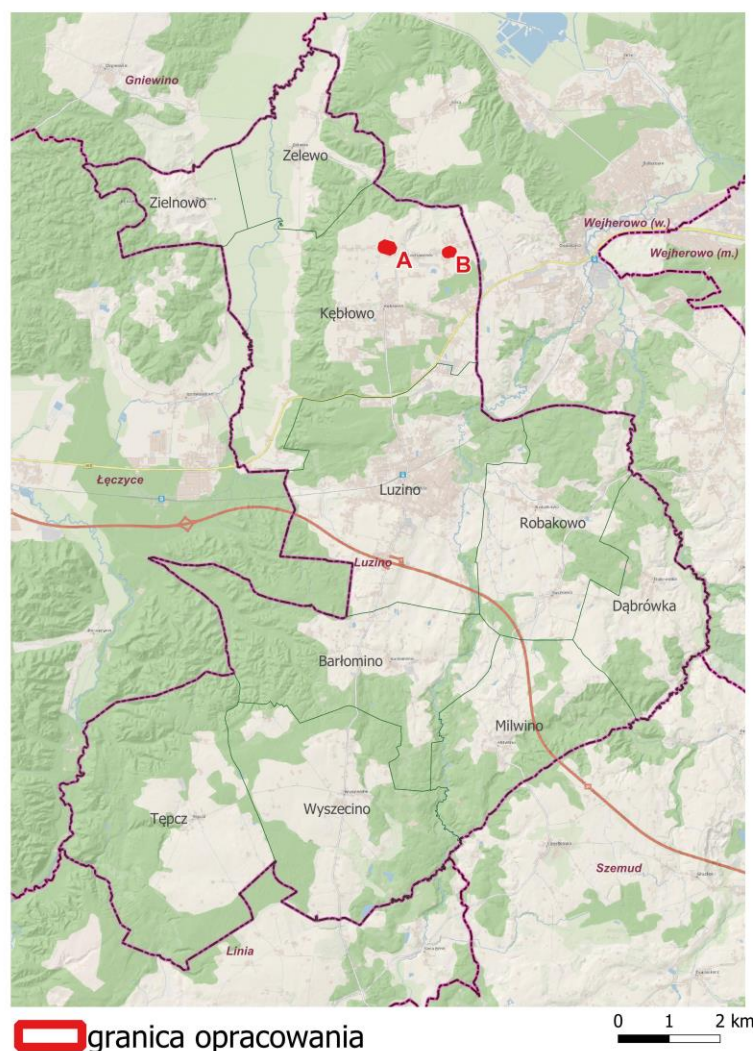 Gniewino
Zelewo
Zielnowo
Wejherowo (w.)
Wejherowo (m.)
A
B
Kębłowo
Łęczyce
Luzino
Robakowo
Luzino
Dąbrówka
Barłomino
Milwino
Tępcz
Wyszecino
Szemud
Linia
granica opracowania
0 1 2 km